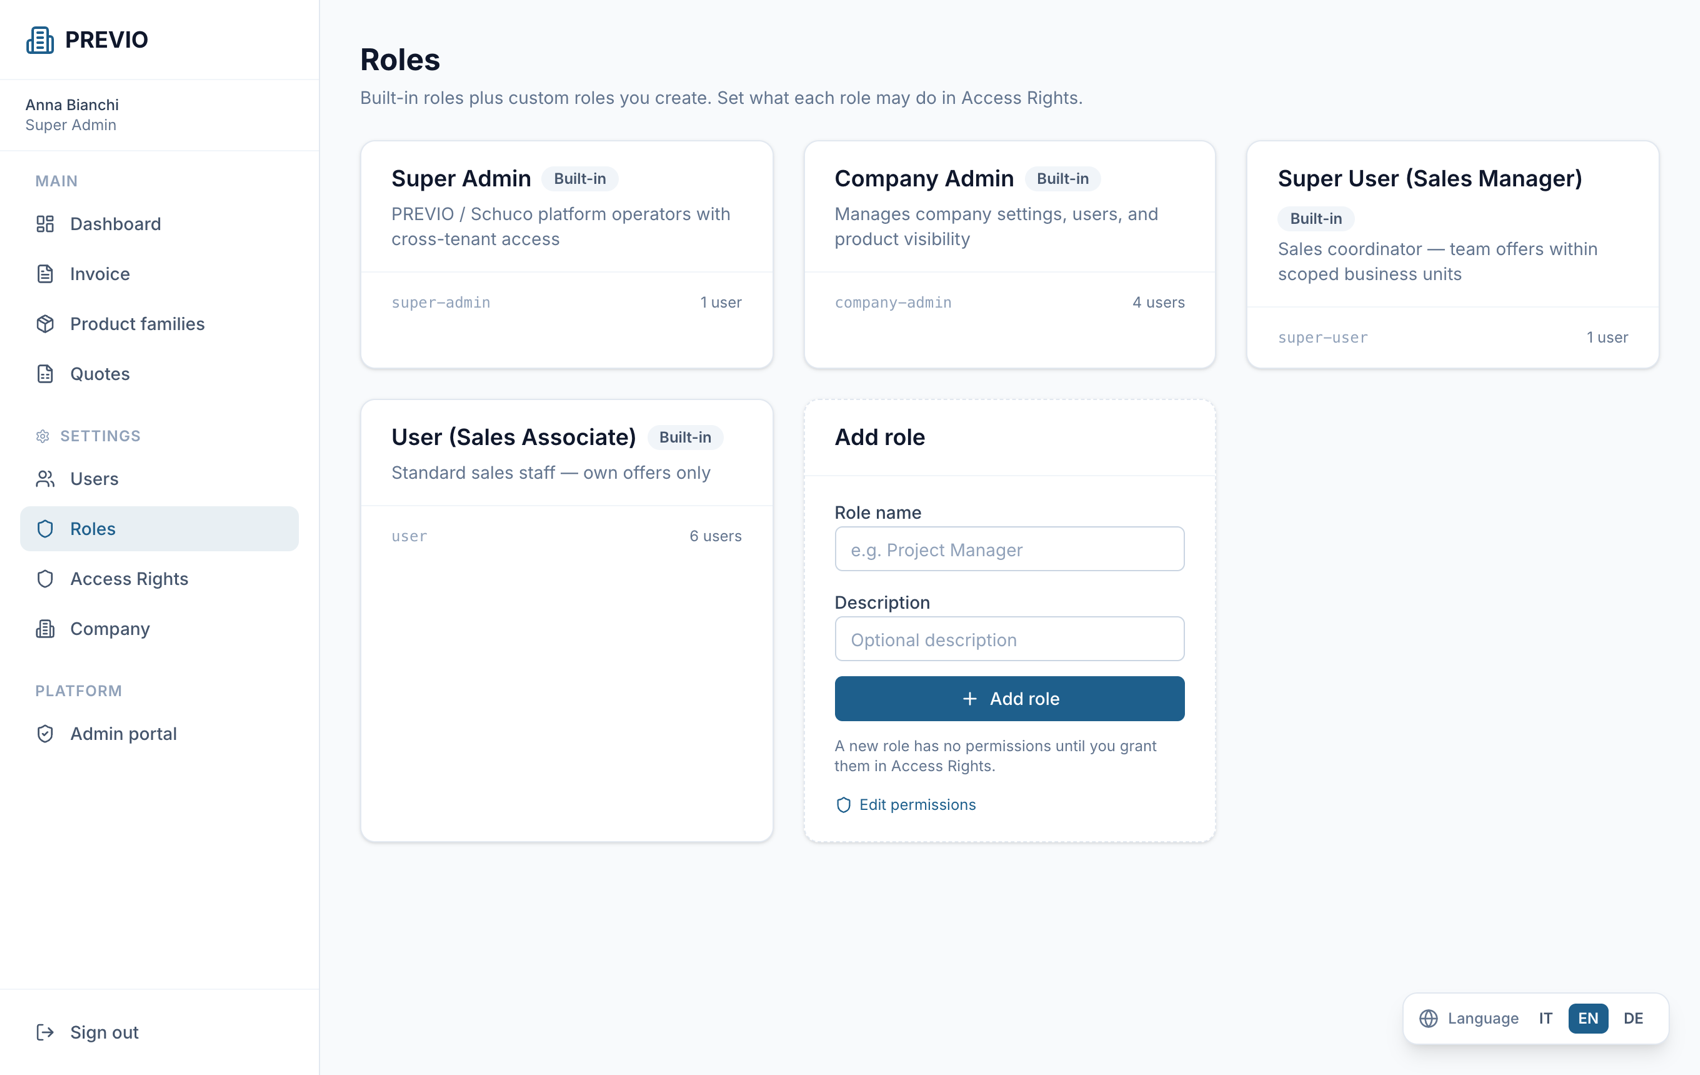 PREVIO
Anna Bianchi
Super Admin
MAIN
Dashboard
Invoice
Product families
Quotes
SETTINGS
Users
Roles
Access Rights
Company
PLATFORM
Admin portal
Sign out
Roles
Built-in roles plus custom roles you create. Set what each role may do in Access Rights.
Super Admin Built-in
PREVIO / Schuco platform operators with
cross-tenant access
super-admin 1 user
Company Admin Built-in
Manages company settings, users, and
product visibility
company-admin 4 users
Super User (Sales Manager)
Built-in
Sales coordinator — team offers within
scoped business units
super-user 1 user
User (Sales Associate) Built-in
Standard sales staff — own offers only
user 6 users
Add role
Role name
e.g. Project Manager
Description
Optional description
Add role
A new role has no permissions until you grant
them in Access Rights.
Edit permissions
Language IT EN DE